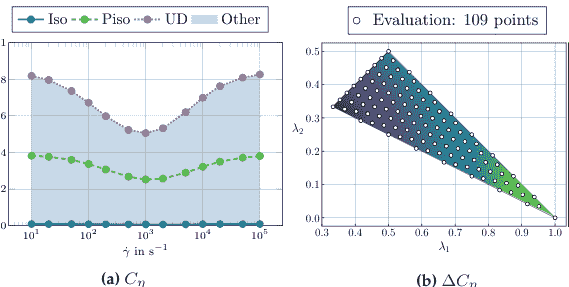 Iso Piso UD Other
1
8
6
4
2
0
10¹ 10² 10³ 10⁴ 10⁵
γ̇ in s⁻¹
(a) Cη
Evaluation: 109 points
0.5
0.4
0.3
0.2
0.1
0.0
λ₂
0.3 0.4 0.5 0.6 0.7 0.8 0.9 1.0
λ₁
(b) ΔCη